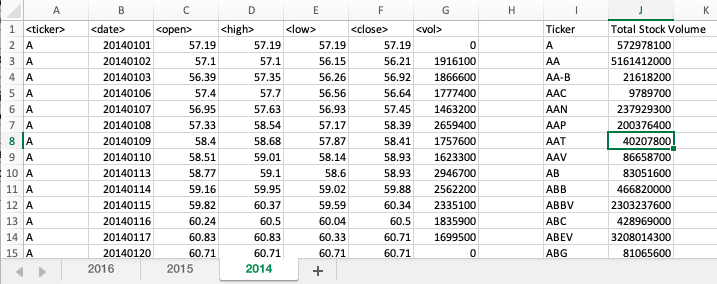 A B C D E F G H I J K
1 <ticker> <date> <open> <high> <low> <close> <vol> Ticker Total Stock Volume
2 A 20140101 57.19 57.19 57.19 57.19 0 A 572978100
3 A 20140102 57.1 57.1 56.15 56.21 1916100 AA 5161412000
4 A 20140103 56.39 57.35 56.26 56.92 1866600 AA-B 21618200
5 A 20140106 57.4 57.7 56.56 56.64 1777400 AAC 9789700
6 A 20140107 56.95 57.63 56.93 57.45 1463200 AAN 237929300
7 A 20140108 57.33 58.54 57.17 58.39 2659400 AAP 200376400
8 A 20140109 58.4 58.68 57.87 58.41 1757600 AAT 40207800
9 A 20140110 58.51 59.01 58.14 58.93 1623300 AAV 86658700
10 A 20140113 58.77 59.1 58.6 58.93 2946700 AB 83051600
11 A 20140114 59.16 59.95 59.02 59.88 2562200 ABB 466820000
12 A 20140115 59.82 60.37 59.59 60.34 2335100 ABBV 2303237600
13 A 20140116 60.24 60.5 60.04 60.5 1835900 ABC 428969000
14 A 20140117 60.83 60.83 60.33 60.71 1699500 ABEV 3208014300
15 A 20140120 60.71 60.71 60.71 60.71 0 ABG 81065600
2016 2015 2014 +